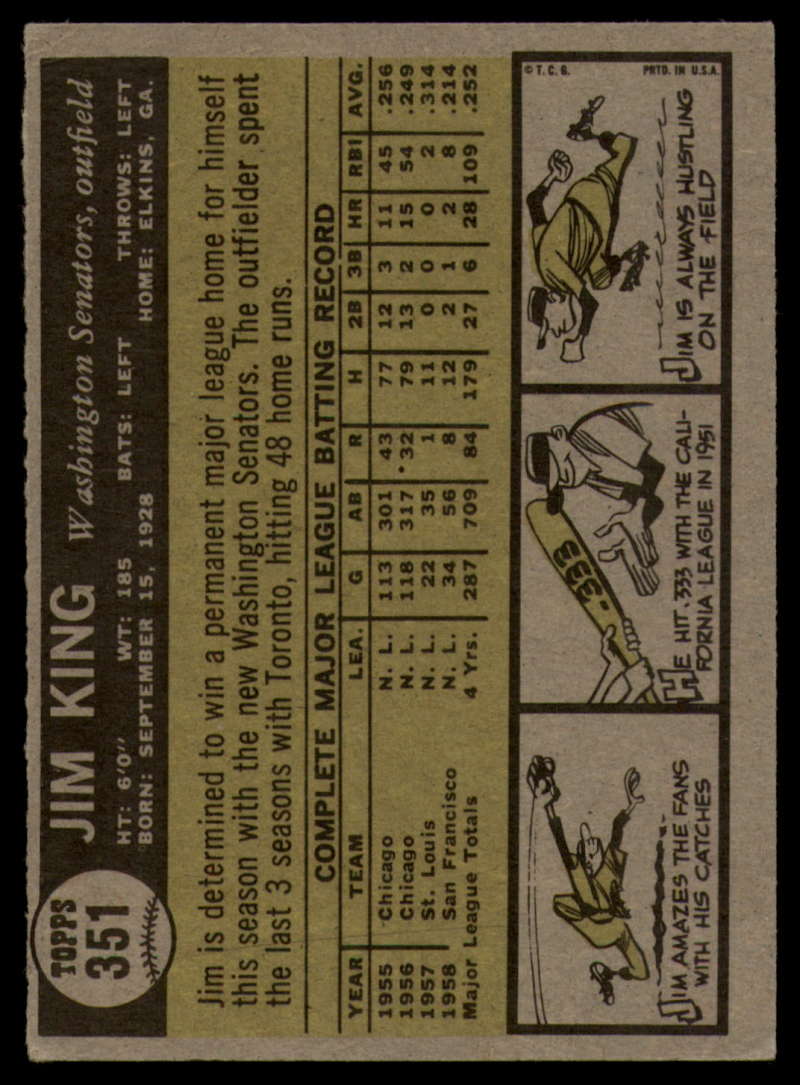 TOPPS
351
JIM KING Washington Senators, outfield
HT: 6'0" WT: 185 BATS: LEFT THROWS: LEFT
BORN: SEPTEMBER 15, 1928 HOME: ELKINS, GA.
Jim is determined to win a permanent major league home for himself
this season with the new Washington Senators. The outfielder spent
the last 3 seasons with Toronto, hitting 48 home runs.
COMPLETE MAJOR LEAGUE BATTING RECORD
YEAR TEAM LEA. G AB R H 2B 3B HR RBI AVG.
1955 Chicago N. L. 113 301 43 77 12 3 11 45 .256
1956 Chicago N. L. 118 317 32 79 13 2 15 54 .249
1957 St. Louis N. L. 22 35 1 11 0 0 0 2 .314
1958 San Francisco N. L. 34 56 8 12 2 1 2 8 .214
Major League Totals 4 Yrs. 287 709 84 179 27 6 28 109 .252
JIM AMAZES THE FANS
WITH HIS CATCHES
.333
HE HIT .333 WITH THE CALI-
FORNIA LEAGUE IN 1951
© T. C. G. PRTD. IN U.S.A.
JIM IS ALWAYS HUSTLING
ON THE FIELD